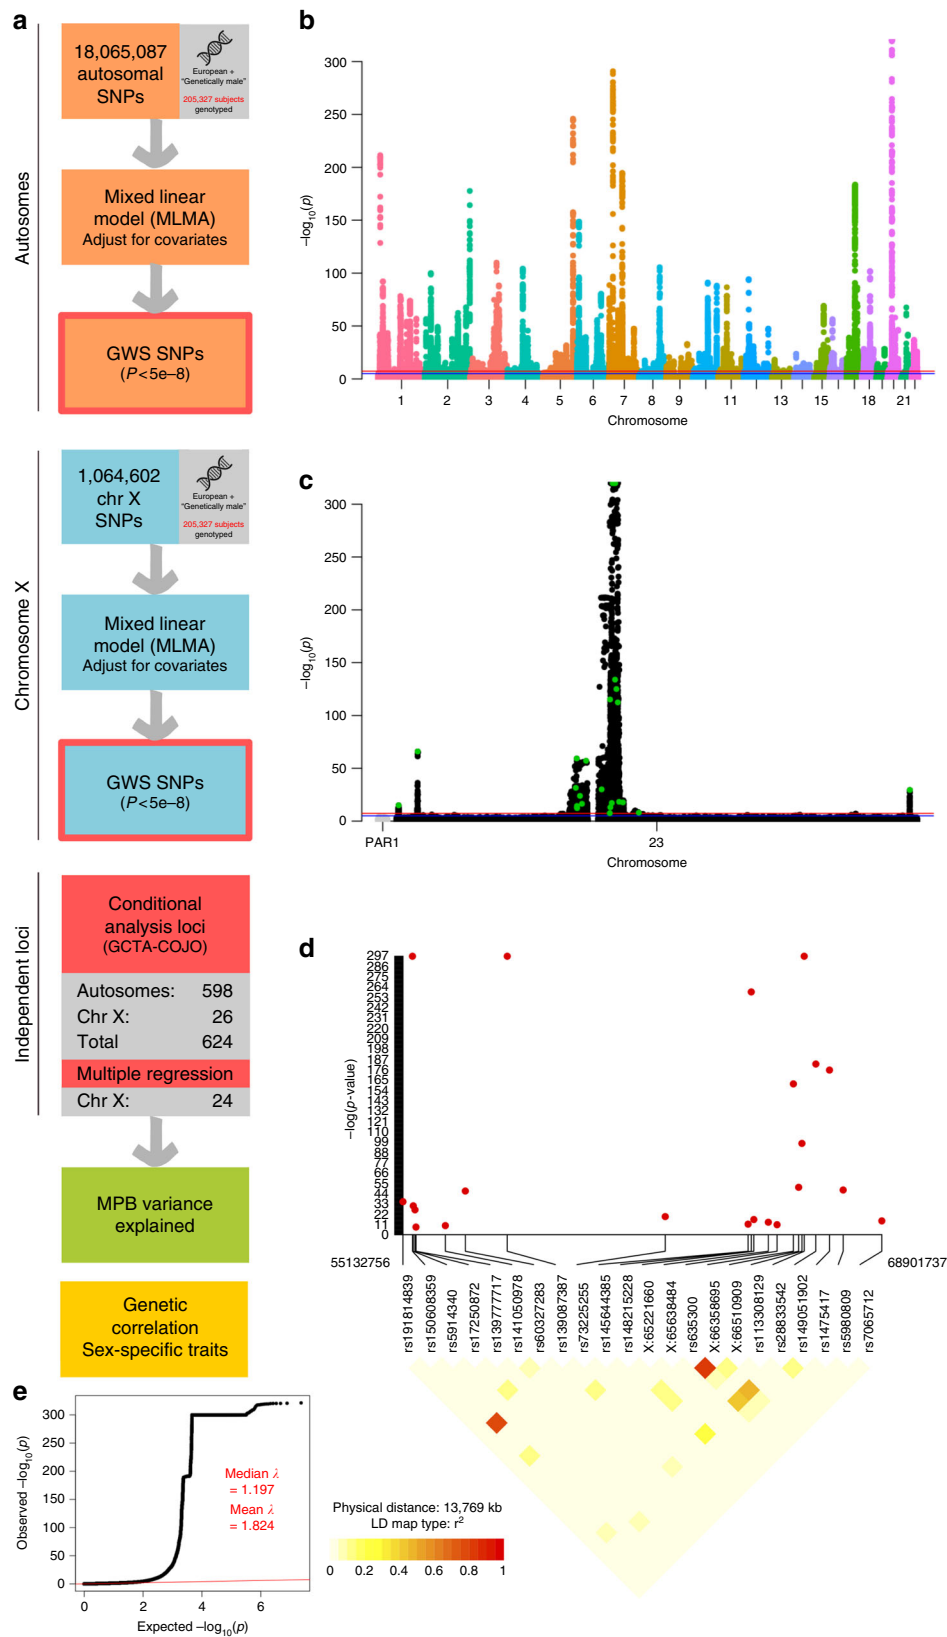 a
Autosomes
18,065,087
autosomal
SNPs
European +
"Genetically male"
205,327 subjects
genotyped
Mixed linear
model (MLMA)
Adjust for covariates
GWS SNPs
(P<5e–8)
Chromosome X
1,064,602
chr X
SNPs
European +
"Genetically male"
205,327 subjects
genotyped
Mixed linear
model (MLMA)
Adjust for covariates
GWS SNPs
(P<5e–8)
Independent loci
Conditional
analysis loci
(GCTA-COJO)
Autosomes: 598
Chr X: 26
Total 624
Multiple regression
Chr X: 24
MPB variance
explained
Genetic
correlation
Sex-specific traits
b
–log10(p)
300
250
200
150
100
50
0
1 2 3 4 5 6 7 8 9 11 13 15 18 21
Chromosome
c
–log10(p)
300
250
200
150
100
50
0
PAR1 23
Chromosome
d
–log(p-value)
297
286
275
264
253
242
231
220
209
198
187
176
165
154
143
132
121
110
99
88
77
66
55
44
33
22
11
0
55132756 68901737
rs191814839
rs150608359
rs5914340
rs17250872
rs139777717
rs141050978
rs60327283
rs139087387
rs73225255
rs145644385
rs148215228
X:65221660
X:65638484
rs635300
X:66358695
X:66510909
rs113308129
rs28833542
rs149051902
rs1475417
rs5980809
rs7065712
Physical distance: 13,769 kb
LD map type: r2
0 0.2 0.4 0.6 0.8 1
e
Observed –log10(p)
300
250
200
150
100
50
0
Median λ
= 1.197
Mean λ
= 1.824
0 2 4 6
Expected –log10(p)